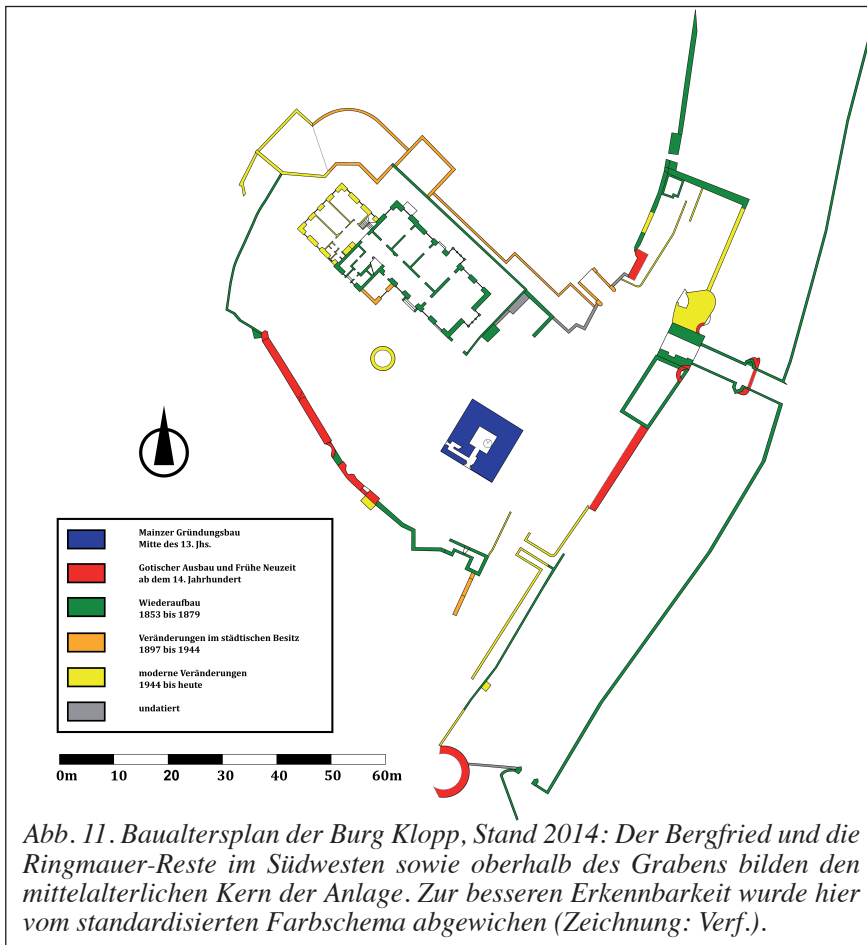 Mainzer Gründungsbau
Mitte des 13. Jhs.
Gotischer Ausbau und Frühe Neuzeit
ab dem 14. Jahrhundert
Wiederaufbau
1853 bis 1879
Veränderungen im städtischen Besitz
1897 bis 1944
moderne Veränderungen
1944 bis heute
undatiert
0m 10 20 30 40 60m
Abb. 11. Baualtersplan der Burg Klopp, Stand 2014: Der Bergfried und die
Ringmauer-Reste im Südwesten sowie oberhalb des Grabens bilden den
mittelalterlichen Kern der Anlage. Zur besseren Erkennbarkeit wurde hier
vom standardisierten Farbschema abgewichen (Zeichnung: Verf.).